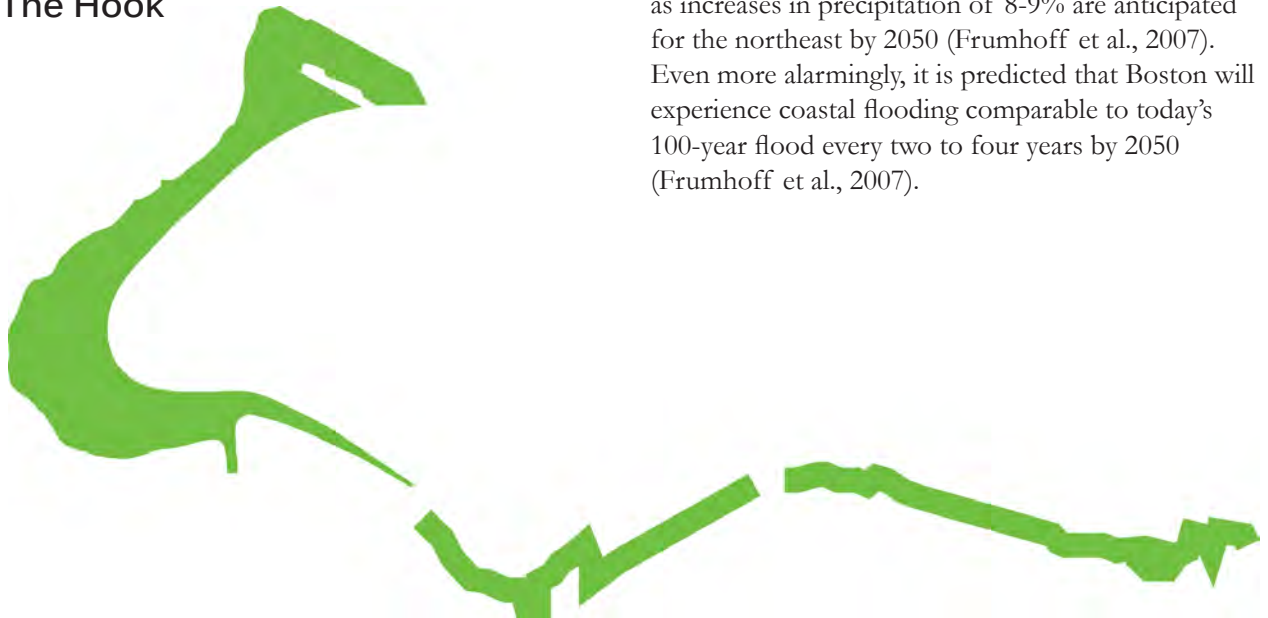 The Hook
as increases in precipitation of 8-9% are anticipated
for the northeast by 2050 (Frumhoff et al., 2007).
Even more alarmingly, it is predicted that Boston will
experience coastal flooding comparable to today's
100-year flood every two to four years by 2050
(Frumhoff et al., 2007).